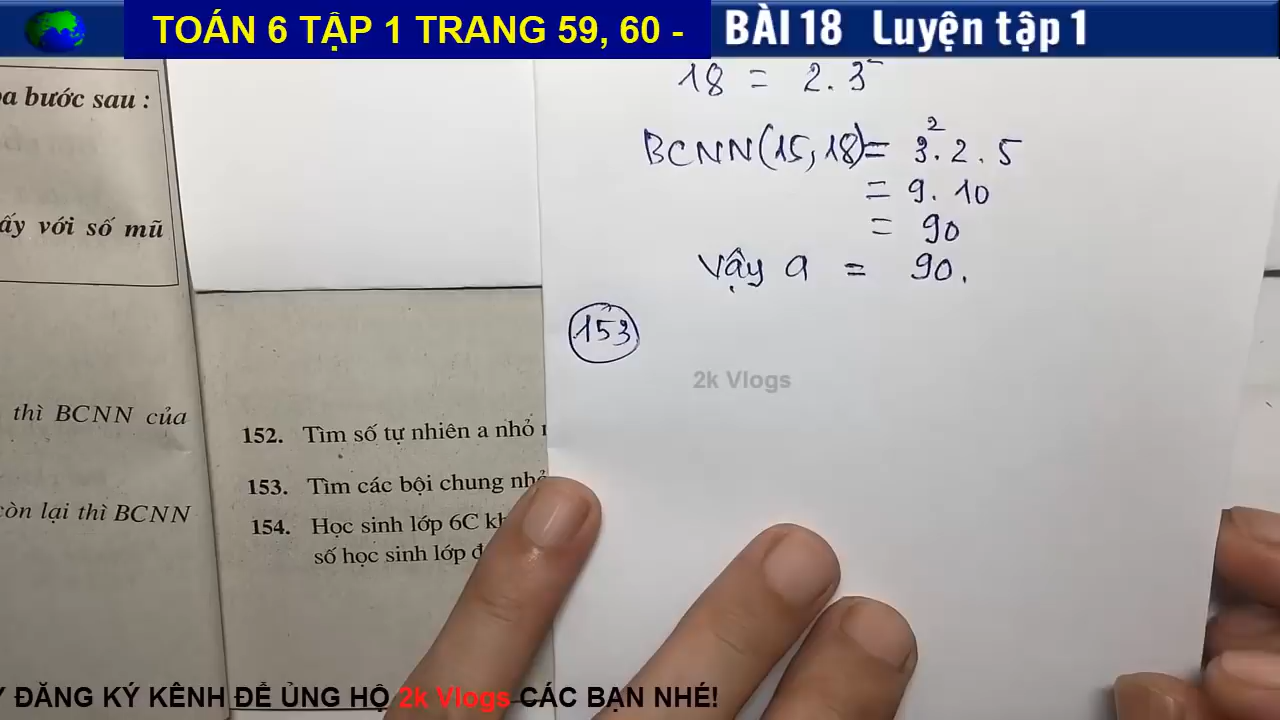 TOÁN 6 TẬP 1 TRANG 59, 60 -
BÀI 18 Luyện tập 1
bước sau :
ấy với số mũ
thì BCNN của
còn lại thì BCNN
152. Tìm số tự nhiên a nhỏ
153. Tìm các bội chung nhỏ
154. Học sinh lớp 6C
số học sinh lớp
18 = 2.3²
BCNN(15, 18) = 3².2.5
= 9.10
= 90
Vậy a = 90.
153
2k Vlogs
ĐĂNG KÝ KÊNH ĐỂ ỦNG HỘ 2k Vlogs CÁC BẠN NHÉ!